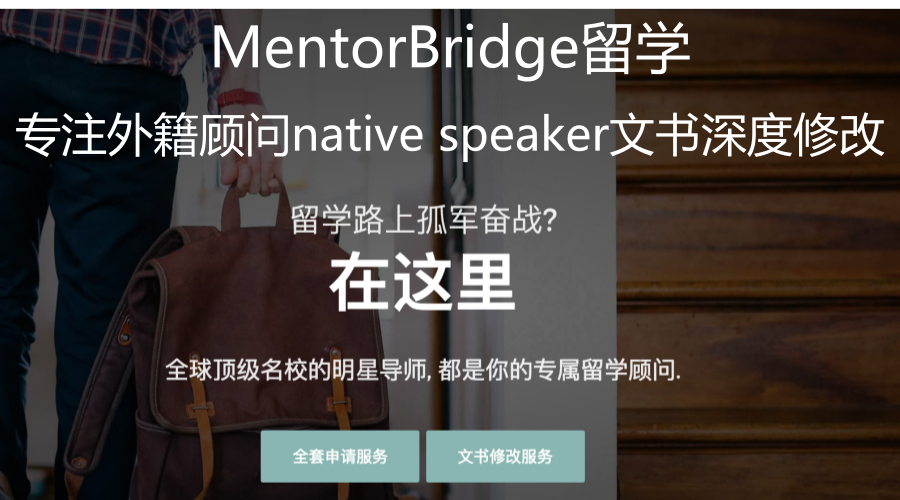 MentorBridge留学
专注外籍顾问native speaker文书深度修改
留学路上孤军奋战?
在这里
全球顶级名校的明星导师, 都是你的专属留学顾问.
全套申请服务
文书修改服务